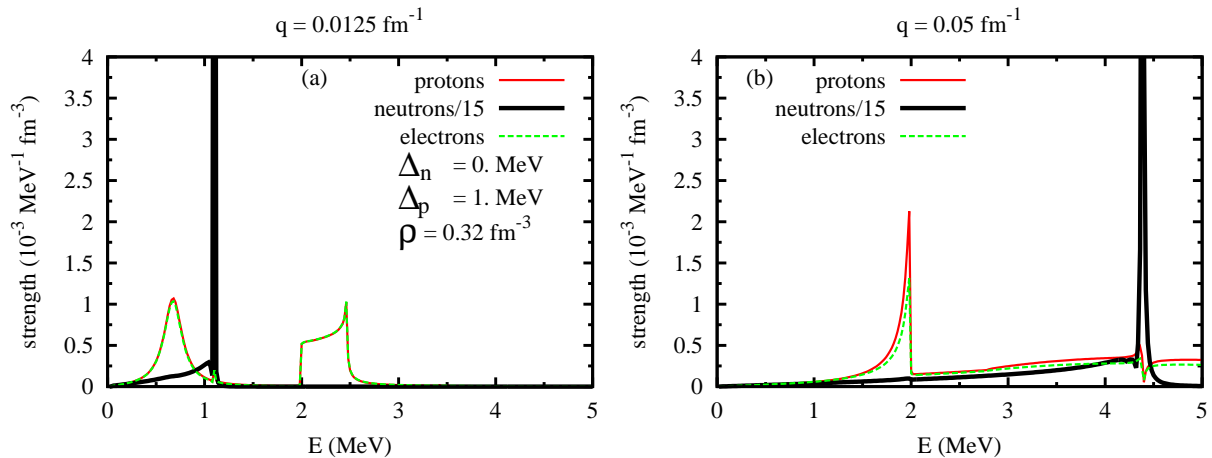 q = 0.0125 fm⁻¹
strength (10⁻³ MeV⁻¹ fm⁻³)
4
3.5
3
2.5
2
1.5
1
0.5
0
(a)
protons
neutrons/15
electrons
Δₙ = 0. MeV
Δₚ = 1. MeV
ρ = 0.32 fm⁻³
0 1 2 3 4 5
E (MeV)
q = 0.05 fm⁻¹
strength (10⁻³ MeV⁻¹ fm⁻³)
4
3.5
3
2.5
2
1.5
1
0.5
0
(b)
protons
neutrons/15
electrons
0 1 2 3 4 5
E (MeV)